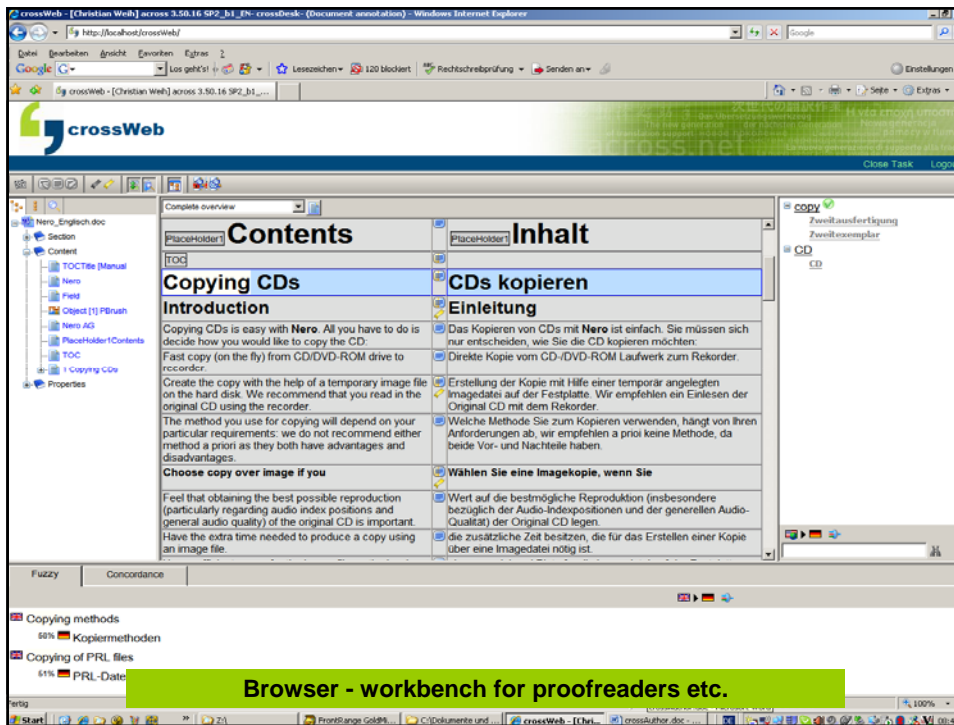 crossWeb - [Christian Weih] across 3.50.16 SP2_b1_EN- crossDesk- (Document annotation) - Windows Internet Explorer
http://localhost/crossWeb/
Google
Datei Bearbeiten Ansicht Favoriten Extras ?
Google G Los geht's! Lesezeichen 120 blockiert Rechtschreibprüfung Senden an Einstellungen
crossWeb - [Christian Weih] across 3.50.16 SP2_b1_... Seite Extras
crossWeb
across.net
Close Task Logout
Complete overview
Nero_Englisch.doc
Section
Content
TOCTitle [Manual
Nero
Field
Object [1] PBrush
Nero AG
PlaceHolder1Contents
TOC
1 Copying CDs
Properties
PlaceHolder1 Contents
PlaceHolder1 Inhalt
TOC
Copying CDs
CDs kopieren
Introduction
Einleitung
Copying CDs is easy with Nero. All you have to do is
decide how you would like to copy the CD:
Das Kopieren von CDs mit Nero ist einfach. Sie müssen sich
nur entscheiden, wie Sie die CD kopieren möchten:
Fast copy (on the fly) from CD/DVD-ROM drive to
recorder.
Direkte Kopie vom CD-/DVD-ROM Laufwerk zum Rekorder.
Create the copy with the help of a temporary image file
on the hard disk. We recommend that you read in the
original CD using the recorder.
Erstellung der Kopie mit Hilfe einer temporär angelegten
Imagedatei auf der Festplatte. Wir empfehlen ein Einlesen der
Original CD mit dem Rekorder.
The method you use for copying will depend on your
particular requirements: we do not recommend either
method a priori as they both have advantages and
disadvantages.
Welche Methode Sie zum Kopieren verwenden, hängt von Ihren
Anforderungen ab, wir empfehlen a prioi keine Methode, da
beide Vor- und Nachteile haben.
Choose copy over image if you
Wählen Sie eine Imagekopie, wenn Sie
Feel that obtaining the best possible reproduction
(particularly regarding audio index positions and
general audio quality) of the original CD is important.
Wert auf die bestmögliche Reproduktion (insbesondere
bezüglich der Audio-Indexpositionen und der generellen Audio-
Qualität) der Original CD legen.
Have the extra time needed to produce a copy using
an image file.
die zusätzliche Zeit besitzen, die für das Erstellen einer Kopie
über eine Imagedatei nötig ist.
copy
Zweitausfertigung
Zweitexemplar
CD
CD
Fuzzy Concordance
Copying methods
50% Kopiermethoden
Copying of PRL files
51% PRL-Date
Browser - workbench for proofreaders etc.
Fertig
100%
Start Z:\ FrontRange GoldM... C:\Dokumente und ... crossWeb - [Chri... crossAuthor.doc - ...